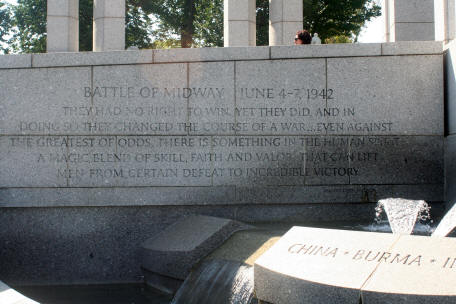 BATTLE OF MIDWAY JUNE 4-7, 1942
THEY HAD NO RIGHT TO WIN. YET THEY DID, AND IN
DOING SO THEY CHANGED THE COURSE OF A WAR...EVEN AGAINST
THE GREATEST OF ODDS, THERE IS SOMETHING IN THE HUMAN SPIRIT -
A MAGIC BLEND OF SKILL, FAITH AND VALOR - THAT CAN LIFT
MEN FROM CERTAIN DEFEAT TO INCREDIBLE VICTORY.
CHINA * BURMA * I